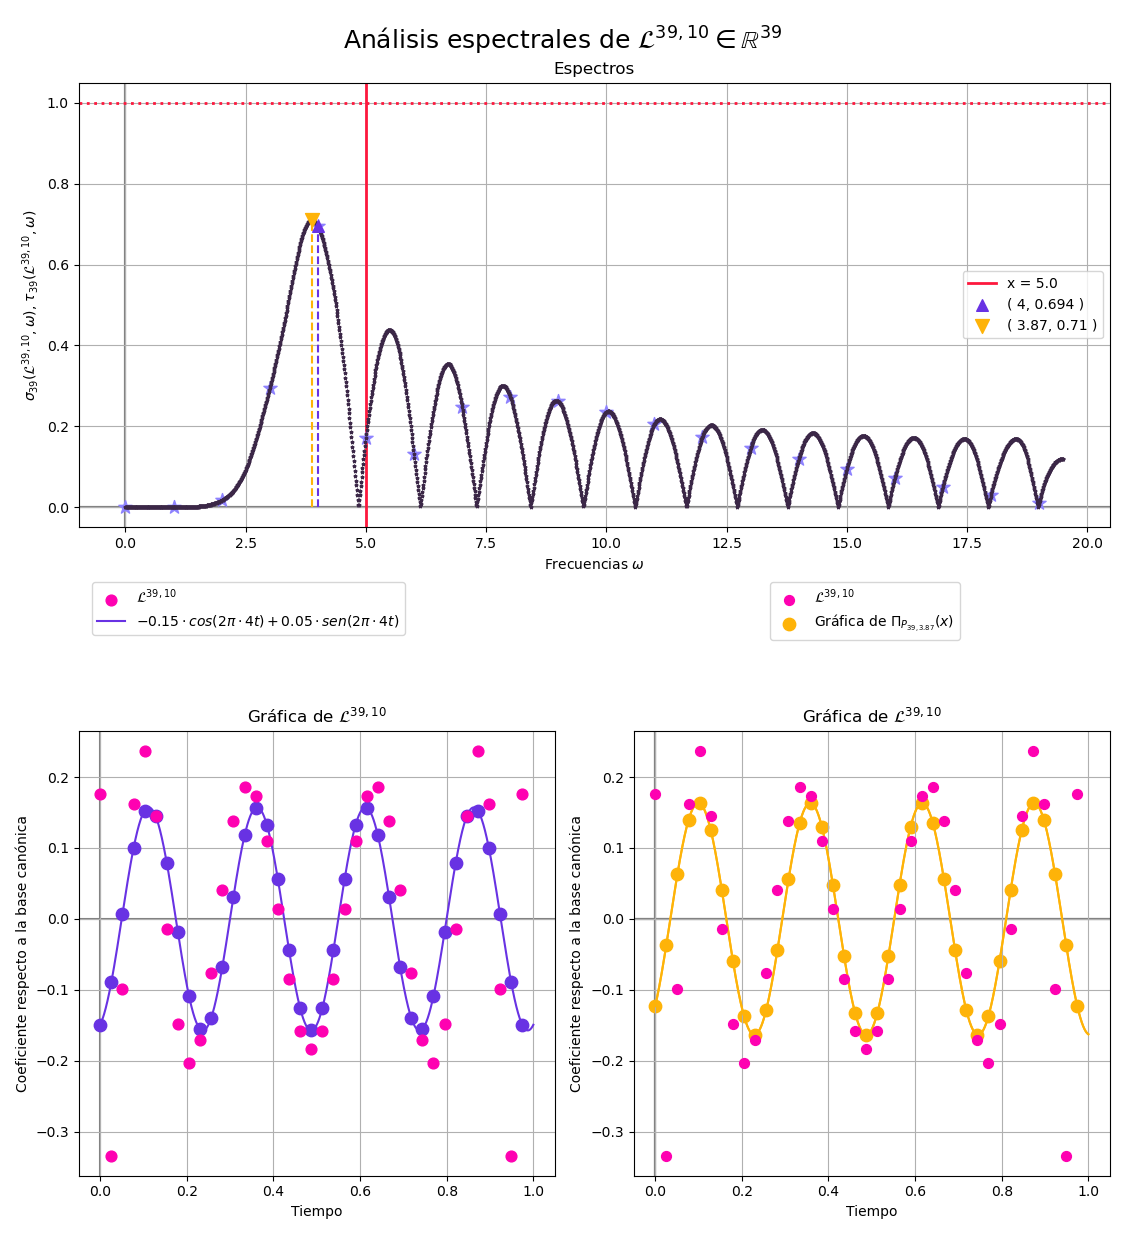 Análisis espectrales de ℒ^{39,10} ∈ ℝ^{39}
Espectros
σ_{39}(ℒ^{39,10}, ω), τ_{39}(ℒ^{39,10}, ω)
1.0
0.8
0.6
0.4
0.2
0.0
x = 5.0
( 4, 0.694 )
( 3.87, 0.71 )
0.0 2.5 5.0 7.5 10.0 12.5 15.0 17.5 20.0
Frecuencias ω
ℒ^{39,10}
−0.15 · cos(2π · 4t) + 0.05 · sen(2π · 4t)
ℒ^{39,10}
Gráfica de Π_{P_{39,3.87}}(x)
Gráfica de ℒ^{39,10}
Coeficiente respecto a la base canónica
0.2
0.1
0.0
−0.1
−0.2
−0.3
0.0 0.2 0.4 0.6 0.8 1.0
Tiempo
Gráfica de ℒ^{39,10}
Coeficiente respecto a la base canónica
0.2
0.1
0.0
−0.1
−0.2
−0.3
0.0 0.2 0.4 0.6 0.8 1.0
Tiempo